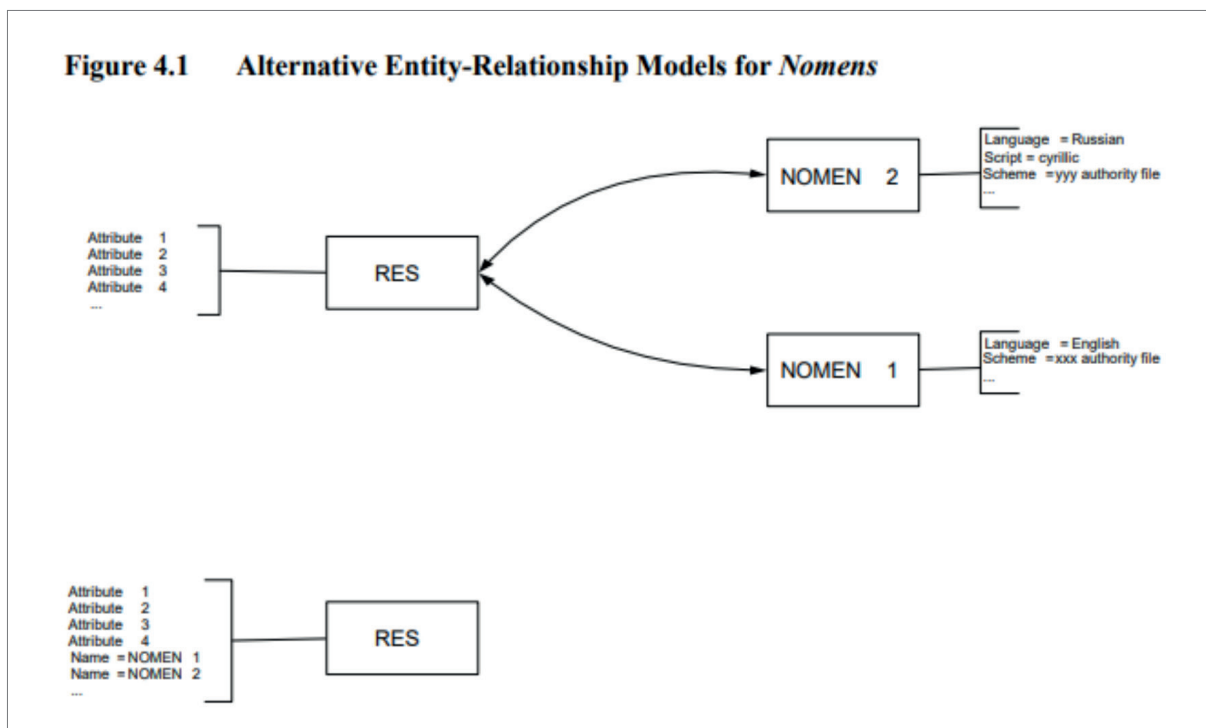 Figure 4.1 Alternative Entity-Relationship Models for Nomens
NOMEN 2
Language = Russian
Script = cyrillic
Scheme =yyy authority file
...
Attribute 1
Attribute 2
Attribute 3
Attribute 4
...
RES
NOMEN 1
Language = English
Scheme =xxx authority file
...
Attribute 1
Attribute 2
Attribute 3
Attribute 4
Name =NOMEN 1
Name =NOMEN 2
...
RES